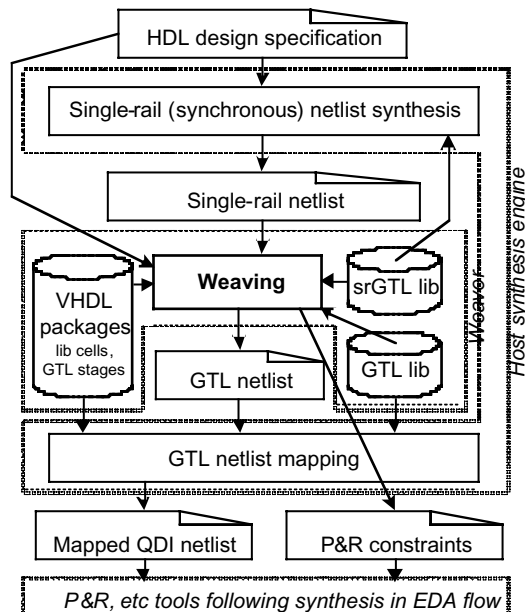 HDL design specification
Single-rail (synchronous) netlist synthesis
Single-rail netlist
Weaving
srGTL lib
VHDL
packages
lib cells,
GTL stages
GTL netlist
GTL lib
Weaver
Host synthesis engine
GTL netlist mapping
Mapped QDI netlist
P&R constraints
P&R, etc tools following synthesis in EDA flow